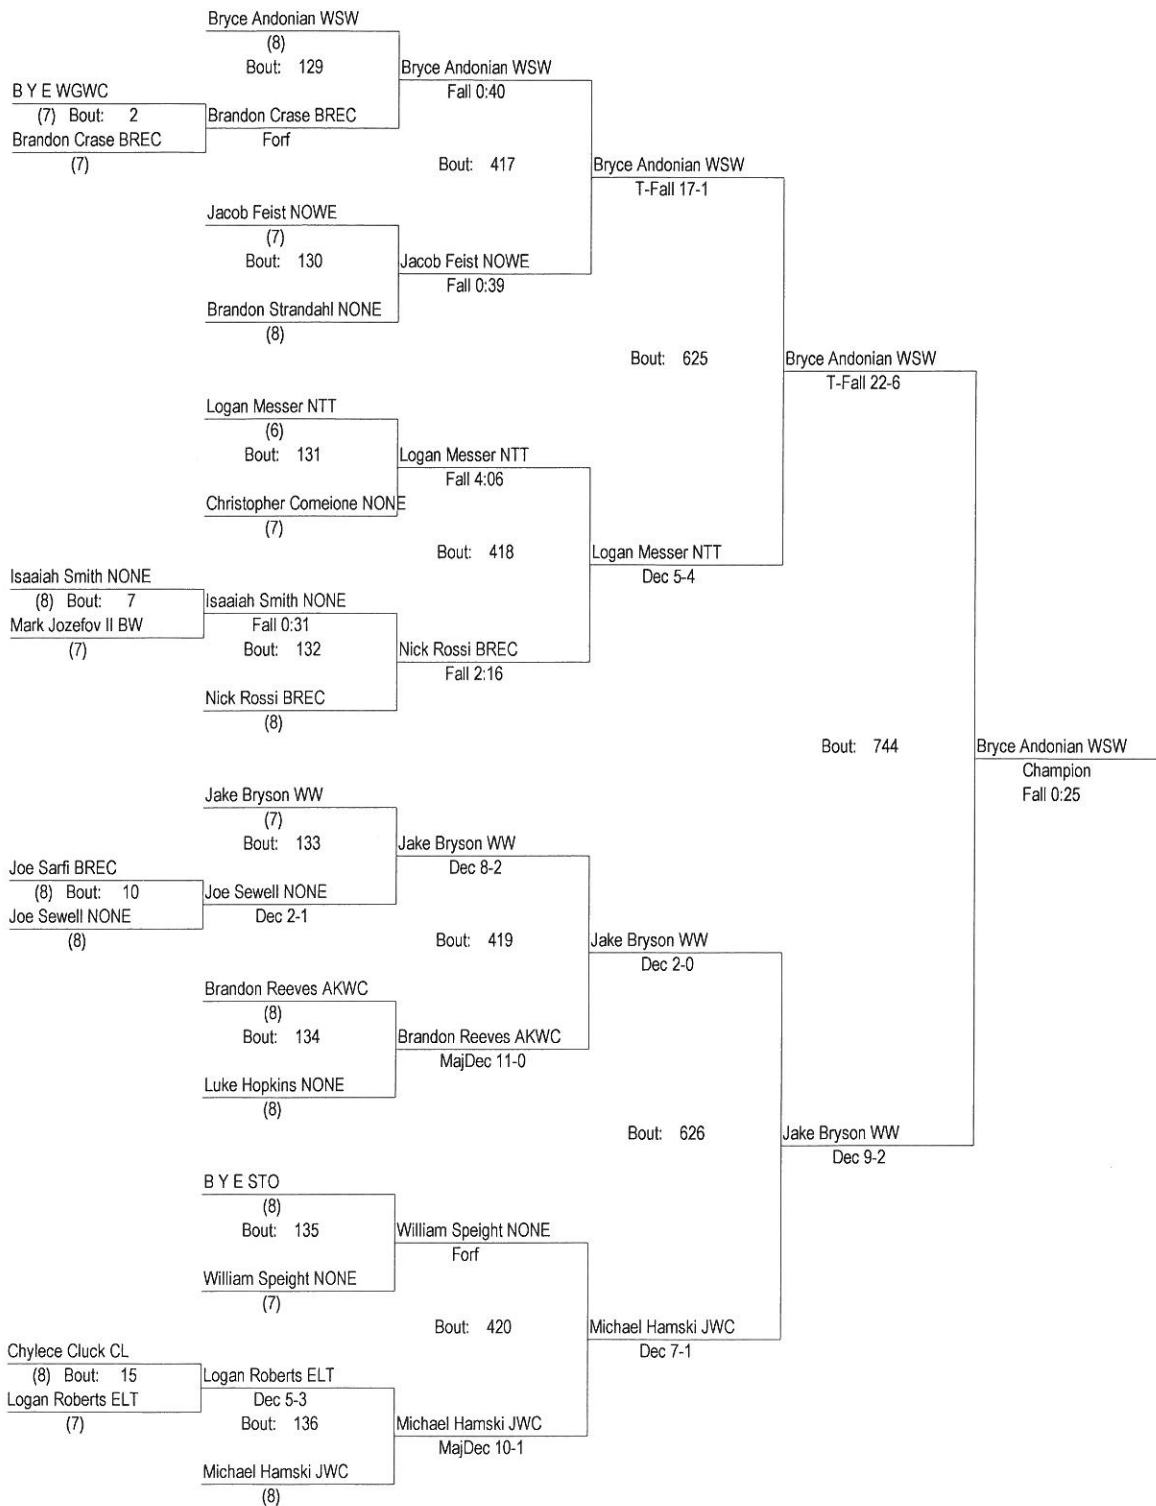 Bryce Andonian WSW
(8)
Bout: 129
Bryce Andonian WSW
Fall 0:40
B Y E WGWC
(7) Bout: 2
Brandon Crase BREC
(7)
Brandon Crase BREC
Forf
Bout: 417
Bryce Andonian WSW
T-Fall 17-1
Jacob Feist NOWE
(7)
Bout: 130
Jacob Feist NOWE
Fall 0:39
Brandon Strandahl NONE
(8)
Bout: 625
Bryce Andonian WSW
T-Fall 22-6
Logan Messer NTT
(6)
Bout: 131
Logan Messer NTT
Fall 4:06
Christopher Comeione NONE
(7)
Bout: 418
Logan Messer NTT
Dec 5-4
Isaaiah Smith NONE
(8) Bout: 7
Mark Jozefov II BW
(7)
Isaaiah Smith NONE
Fall 0:31
Bout: 132
Nick Rossi BREC
Fall 2:16
Nick Rossi BREC
(8)
Bout: 744
Bryce Andonian WSW
Champion
Fall 0:25
Jake Bryson WW
(7)
Bout: 133
Jake Bryson WW
Dec 8-2
Joe Sarfi BREC
(8) Bout: 10
Joe Sewell NONE
(8)
Joe Sewell NONE
Dec 2-1
Bout: 419
Jake Bryson WW
Dec 2-0
Brandon Reeves AKWC
(8)
Bout: 134
Brandon Reeves AKWC
MajDec 11-0
Luke Hopkins NONE
(8)
Bout: 626
Jake Bryson WW
Dec 9-2
B Y E STO
(8)
Bout: 135
William Speight NONE
Forf
William Speight NONE
(7)
Bout: 420
Michael Hamski JWC
Dec 7-1
Chylece Cluck CL
(8) Bout: 15
Logan Roberts ELT
(7)
Logan Roberts ELT
Dec 5-3
Bout: 136
Michael Hamski JWC
MajDec 10-1
Michael Hamski JWC
(8)